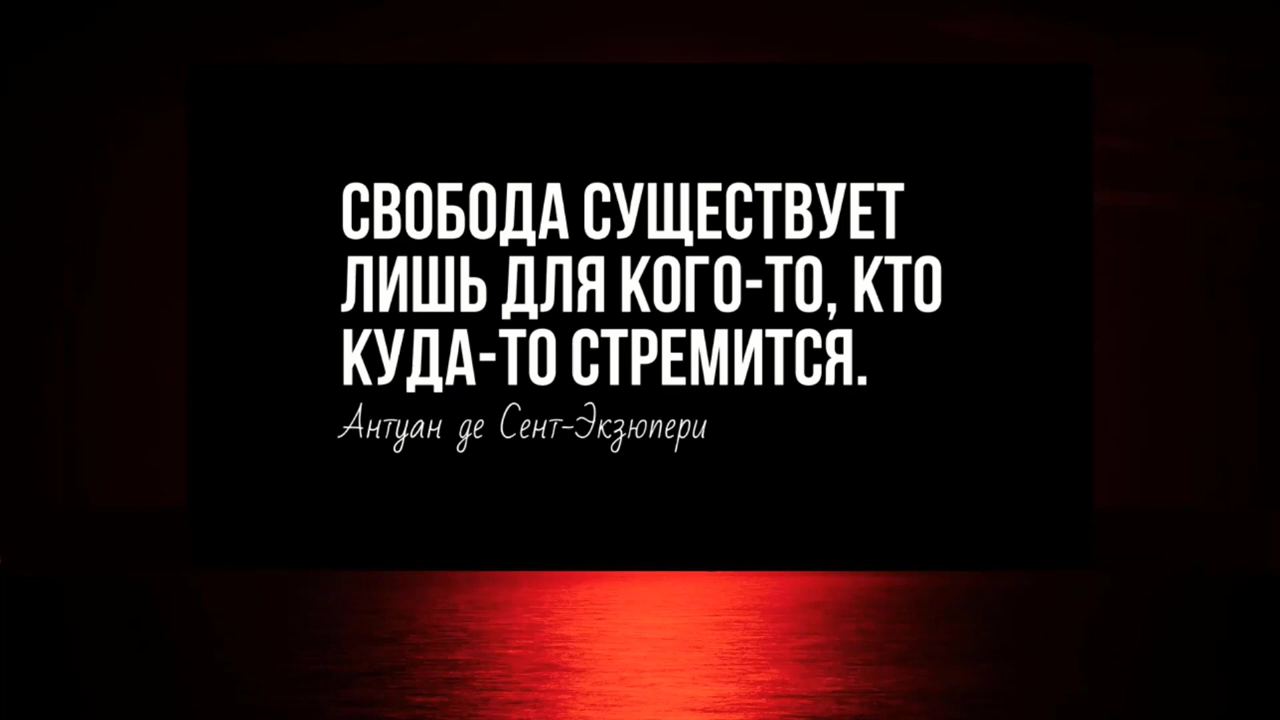 СВОБОДА СУЩЕСТВУЕТ
ЛИШЬ ДЛЯ КОГО-ТО, КТО
КУДА-ТО СТРЕМИТСЯ.
Антуан де Сент-Экзюпери